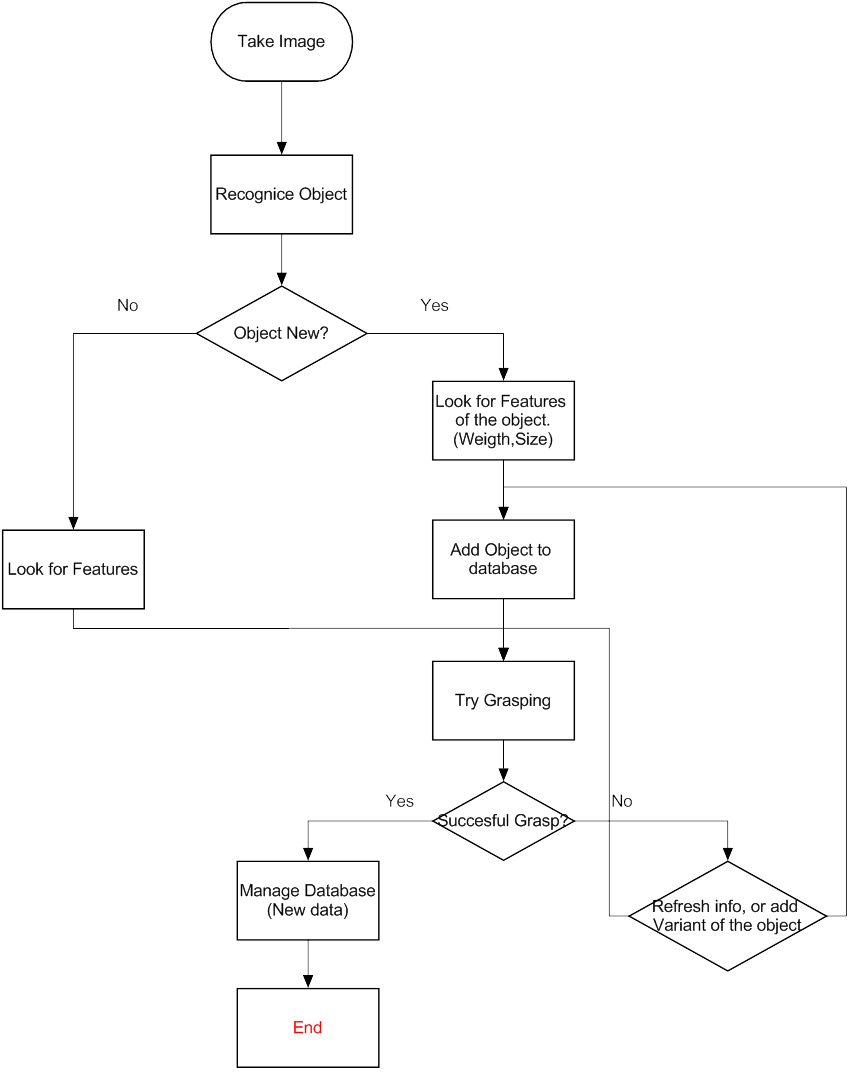 Take Image
Recognice Object
No
Yes
Object New?
Look for Features
of the object.
(Weigth,Size)
Add Object to
database
Look for Features
Try Grasping
Yes
No
Succesful Grasp?
Manage Database
(New data)
Refresh info, or add
Variant of the object
End